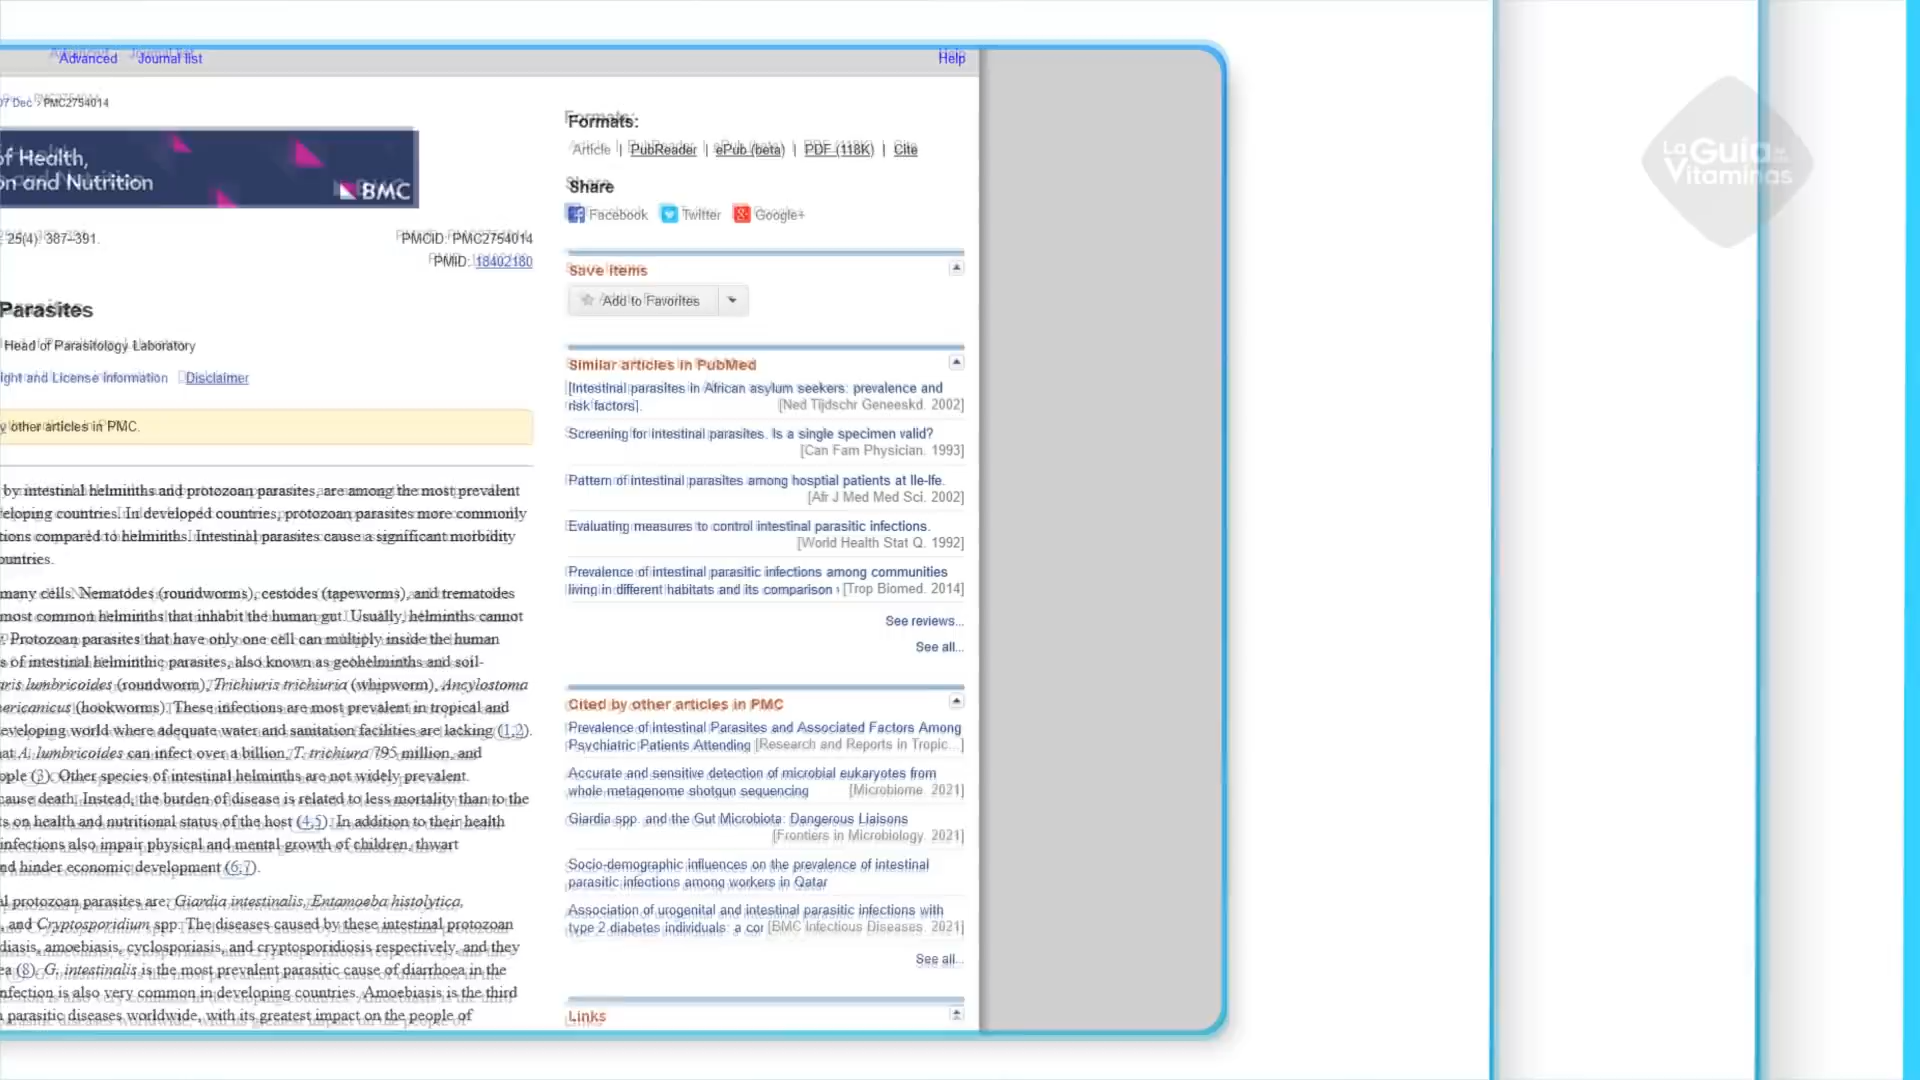 Advanced Journal list Help
07 Dec › PMC2754014
of Health,
on and Nutrition
BMC
25(4): 387–391.
PMCID: PMC2754014
PMID: 18402180
Parasites
Head of Parasitology Laboratory
ight and License information Disclaimer
other articles in PMC.
by intestinal helminths and protozoan parasites, are among the most prevalent
eloping countries. In developed countries, protozoan parasites more commonly
tions compared to helminths. Intestinal parasites cause a significant morbidity
ountries.
many cells. Nematodes (roundworms), cestodes (tapeworms), and trematodes
most common helminths that inhabit the human gut. Usually, helminths cannot
Protozoan parasites that have only one cell can multiply inside the human
s of intestinal helminthic parasites, also known as geohelminths and soil-
aris lumbricoides (roundworm), Trichiuris trichiuria (whipworm), Ancylostoma
ericanicus (hookworms). These infections are most prevalent in tropical and
eveloping world where adequate water and sanitation facilities are lacking (1,2).
at A. lumbricoides can infect over a billion, T. trichiura 795 million, and
ople (3). Other species of intestinal helminths are not widely prevalent.
cause death. Instead, the burden of disease is related to less mortality than to the
ts on health and nutritional status of the host (4,5). In addition to their health
infections also impair physical and mental growth of children, thwart
nd hinder economic development (6,7).
al protozoan parasites are: Giardia intestinalis, Entamoeba histolytica,
, and Cryptosporidium spp. The diseases caused by these intestinal protozoan
diasis, amoebiasis, cyclosporiasis, and cryptosporidiosis respectively, and they
ea (8). G. intestinalis is the most prevalent parasitic cause of diarrhoea in the
nfection is also very common in developing countries. Amoebiasis is the third
parasitic diseases worldwide, with its greatest impact on the people of
Formats:
Article | PubReader | ePub (beta) | PDF (118K) | Cite
Share
Facebook Twitter Google+
Save items
Add to Favorites
Similar articles in PubMed
[Intestinal parasites in African asylum seekers: prevalence and
risk factors]. [Ned Tijdschr Geneeskd. 2002]
Screening for intestinal parasites. Is a single specimen valid?
[Can Fam Physician. 1993]
Pattern of intestinal parasites among hosptial patients at Ile-Ife.
[Afr J Med Med Sci. 2002]
Evaluating measures to control intestinal parasitic infections.
[World Health Stat Q. 1992]
Prevalence of intestinal parasitic infections among communities
living in different habitats and its comparison [Trop Biomed. 2014]
See reviews...
See all...
Cited by other articles in PMC
Prevalence of Intestinal Parasites and Associated Factors Among
Psychiatric Patients Attending [Research and Reports in Tropic...]
Accurate and sensitive detection of microbial eukaryotes from
whole metagenome shotgun sequencing [Microbiome. 2021]
Giardia spp. and the Gut Microbiota: Dangerous Liaisons
[Frontiers in Microbiology. 2021]
Socio-demographic influences on the prevalence of intestinal
parasitic infections among workers in Qatar
Association of urogenital and intestinal parasitic infections with
type 2 diabetes individuals: a cor [BMC Infectious Diseases. 2021]
See all...
Links
La Guía de las
Vitaminas